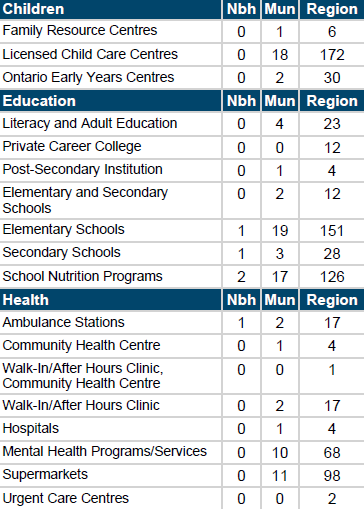 Children Nbh Mun Region
Family Resource Centres 0 1 6
Licensed Child Care Centres 0 18 172
Ontario Early Years Centres 0 2 30
Education Nbh Mun Region
Literacy and Adult Education 0 4 23
Private Career College 0 0 12
Post-Secondary Institution 0 1 4
Elementary and Secondary 0 2 12
Schools
Elementary Schools 1 19 151
Secondary Schools 1 3 28
School Nutrition Programs 2 17 126
Health Nbh Mun Region
Ambulance Stations 1 2 17
Community Health Centre 0 1 4
Walk-In/After Hours Clinic, 0 0 1
Community Health Centre
Walk-In/After Hours Clinic 0 2 17
Hospitals 0 1 4
Mental Health Programs/Services 0 10 68
Supermarkets 0 11 98
Urgent Care Centres 0 0 2